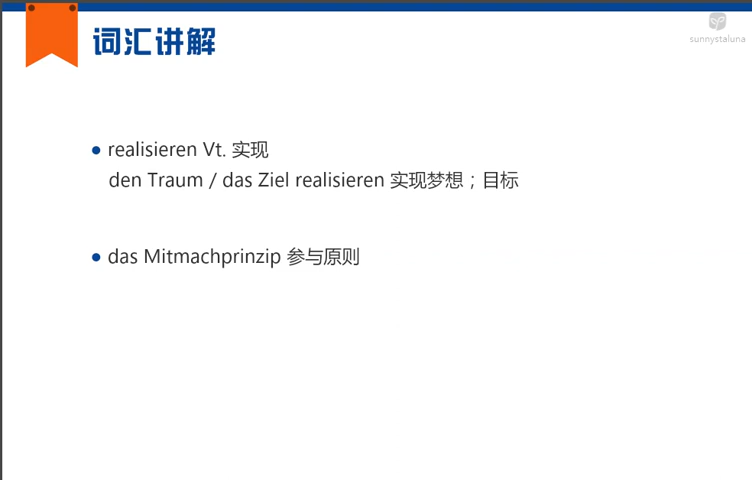 词汇讲解
sunnystaluna
● realisieren Vt. 实现
den Traum / das Ziel realisieren 实现梦想；目标
● das Mitmachprinzip 参与原则